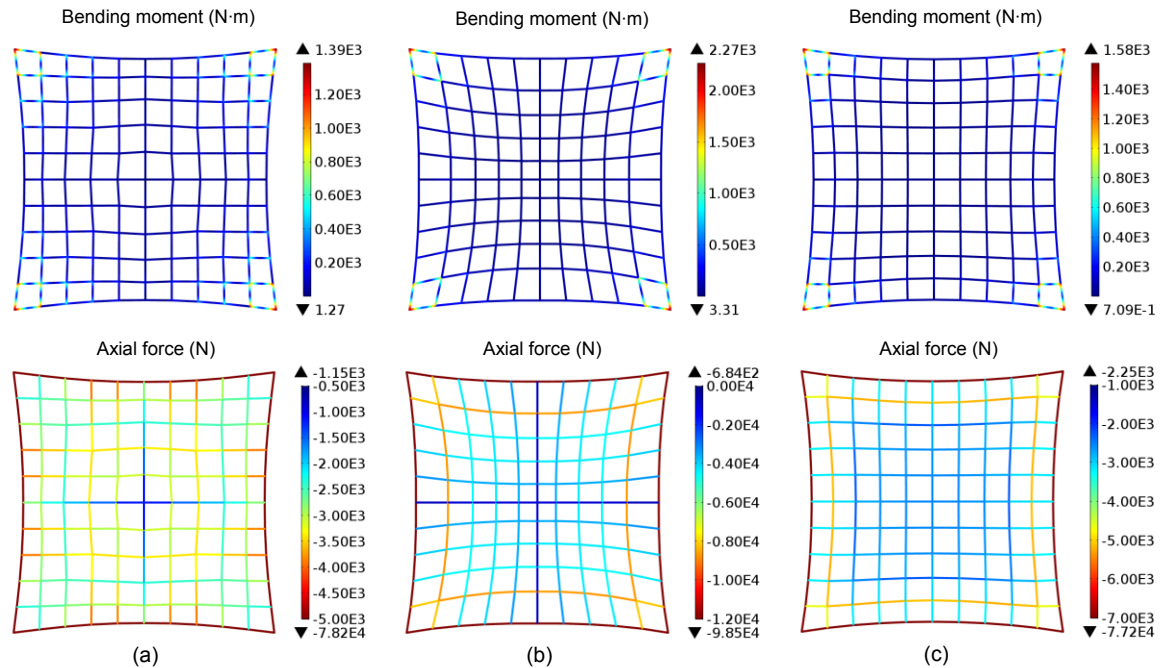 Bending moment (N·m)
Bending moment (N·m)
Bending moment (N·m)
1.39E3
1.20E3
1.00E3
0.80E3
0.60E3
0.40E3
0.20E3
1.27
2.27E3
2.00E3
1.50E3
1.00E3
0.50E3
3.31
1.58E3
1.40E3
1.20E3
1.00E3
0.80E3
0.60E3
0.40E3
0.20E3
7.09E-1
Axial force (N)
Axial force (N)
Axial force (N)
-1.15E3
-0.50E3
-1.00E3
-1.50E3
-2.00E3
-2.50E3
-3.00E3
-3.50E3
-4.00E3
-4.50E3
-5.00E3
-7.82E4
-6.84E2
0.00E4
-0.20E4
-0.40E4
-0.60E4
-0.80E4
-1.00E4
-1.20E4
-9.85E4
-2.25E3
-1.00E3
-2.00E3
-3.00E3
-4.00E3
-5.00E3
-6.00E3
-7.00E3
-7.72E4
(a)
(b)
(c)